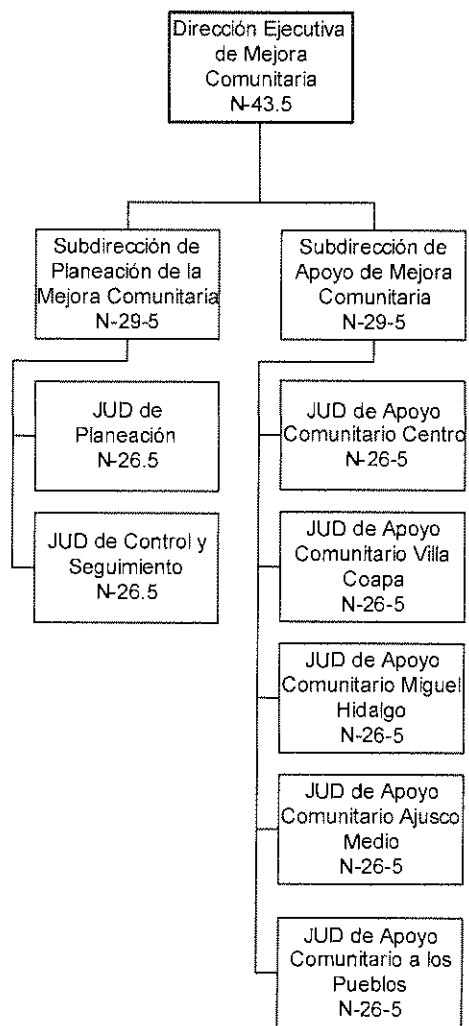 Dirección Ejecutiva
de Mejora
Comunitaria
N-43.5
Subdirección de
Planeación de la
Mejora Comunitaria
N-29-5
JUD de
Planeación
N-26.5
JUD de Control y
Seguimiento
N-26.5
Subdirección de
Apoyo de Mejora
Comunitaria
N-29-5
JUD de Apoyo
Comunitario Centro
N-26-5
JUD de Apoyo
Comunitario Villa
Coapa
N-26-5
JUD de Apoyo
Comunitario Miguel
Hidalgo
N-26-5
JUD de Apoyo
Comunitario Ajusco
Medio
N-26-5
JUD de Apoyo
Comunitario a los
Pueblos
N-26-5